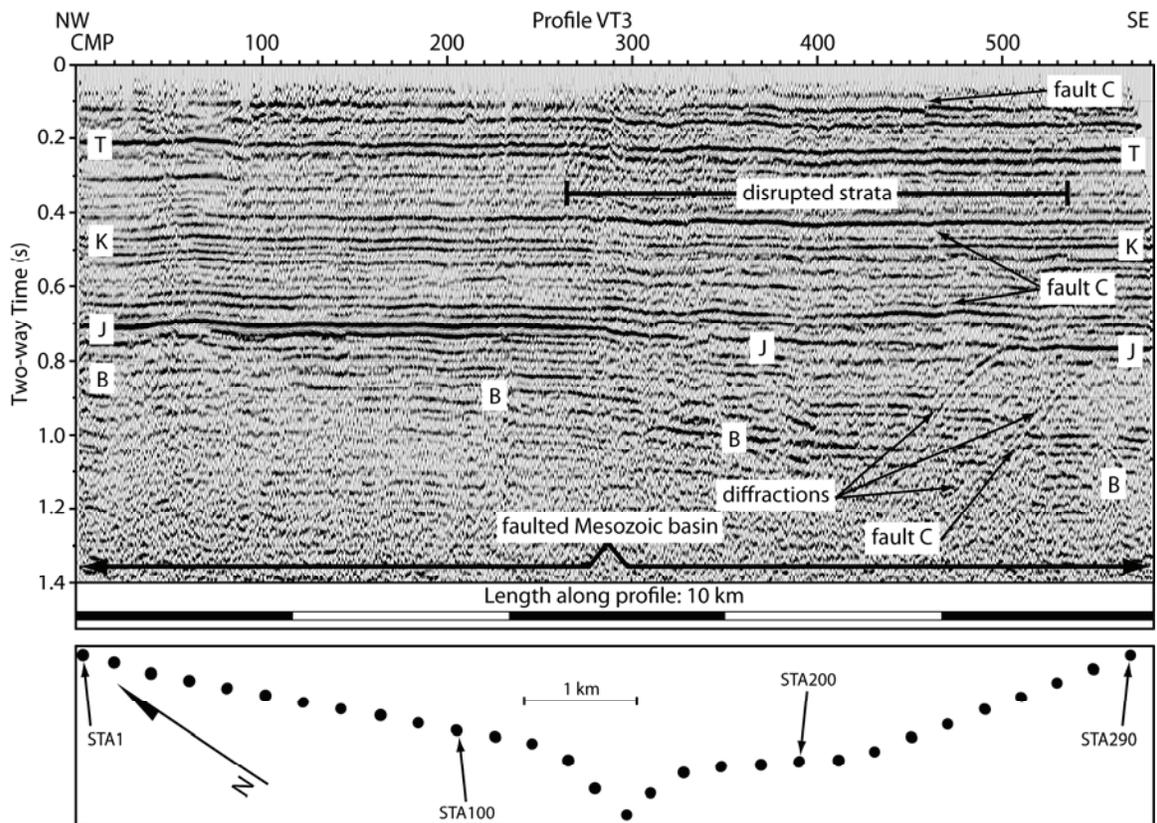 NW Profile VT3 SE
CMP 100 200 300 400 500
0
fault C
0.2
T
T
disrupted strata
0.4
K
K
Two-way Time (s)
0.6
fault C
J
J
J
0.8
B
B
1.0
B
B
diffractions
1.2
faulted Mesozoic basin
fault C
1.4
Length along profile: 10 km
1 km
STA200
STA1
STA290
N
STA100